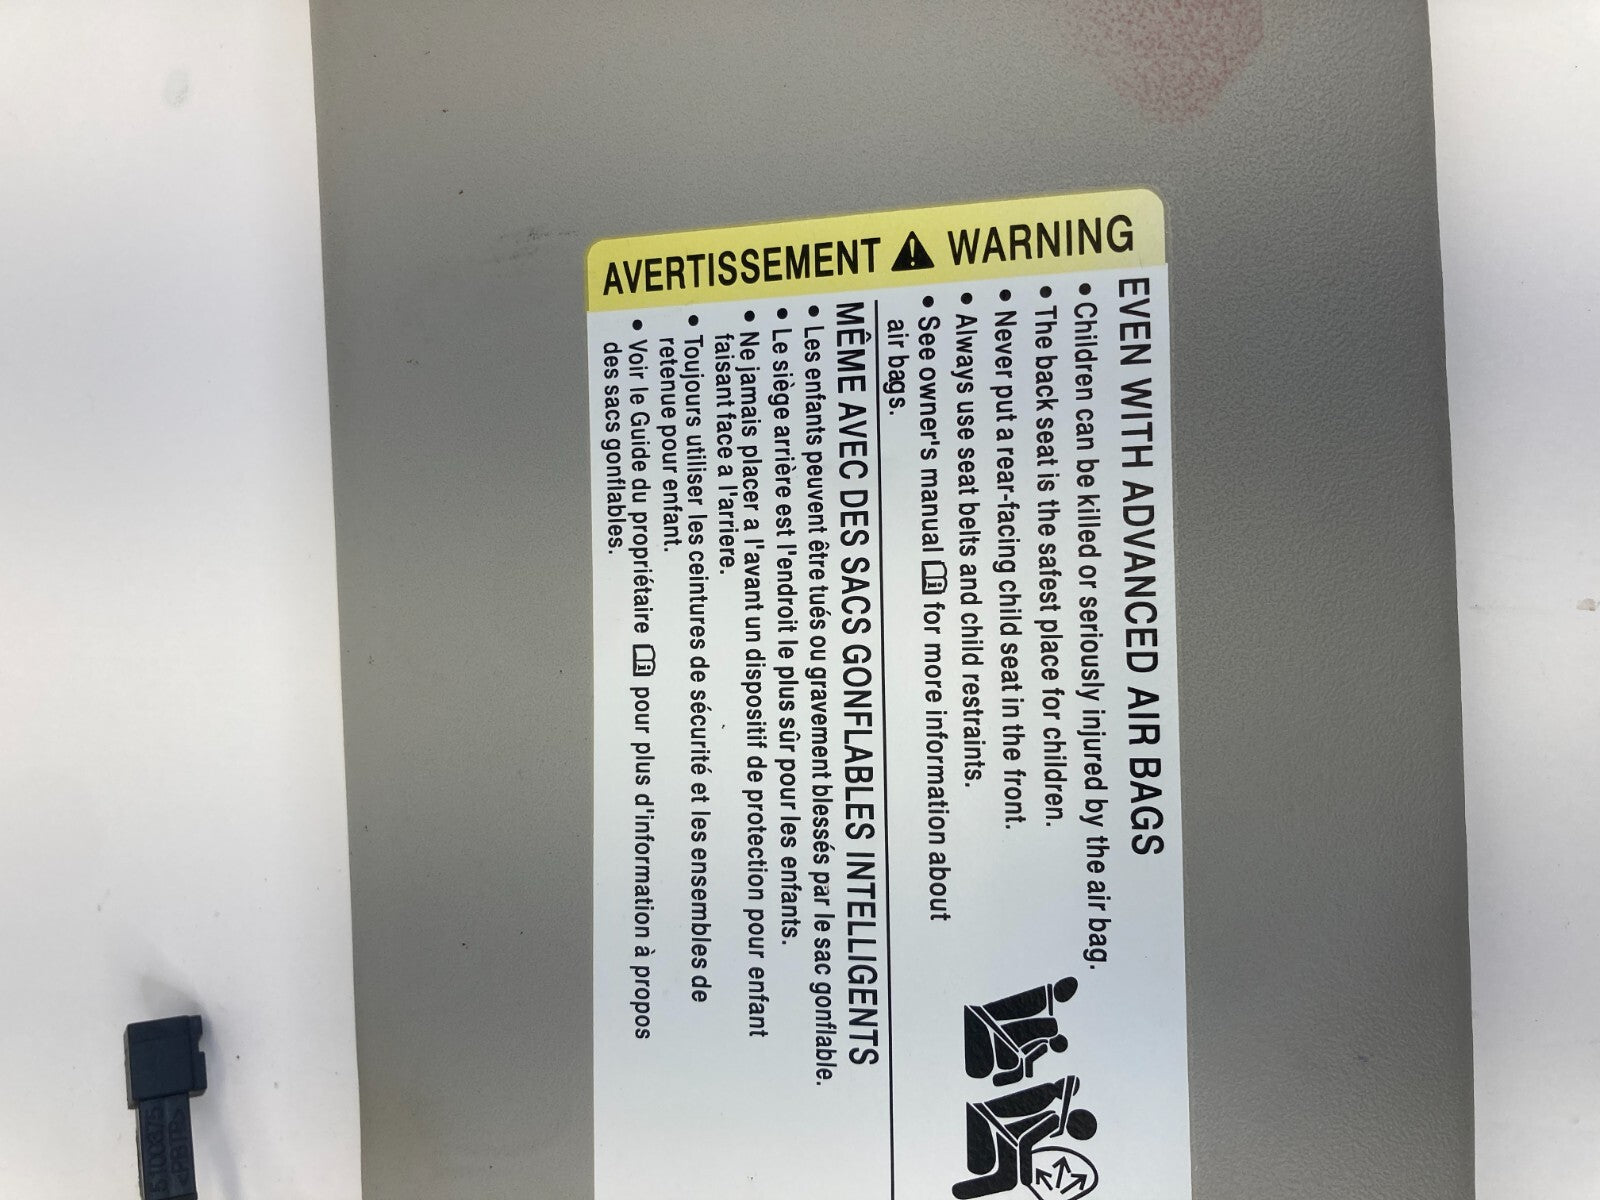 AVERTISSEMENT ⚠ WARNING
EVEN WITH ADVANCED AIR BAGS
• Children can be killed or seriously injured by the air bag.
• The back seat is the safest place for children.
• Never put a rear-facing child seat in the front.
• Always use seat belts and child restraints.
• See owner's manual for more information about
air bags.
MÊME AVEC DES SACS GONFLABLES INTELLIGENTS
• Les enfants peuvent être tués ou gravement blessés par le sac gonflable.
• Le siège arrière est l'endroit le plus sûr pour les enfants.
• Ne jamais placer a l'avant un dispositif de protection pour enfant
faisant face a l'arriere.
• Toujours utiliser les ceintures de sécurité et les ensembles de
retenue pour enfant.
• Voir le Guide du propriétaire pour plus d'information à propos
des sacs gonflables.